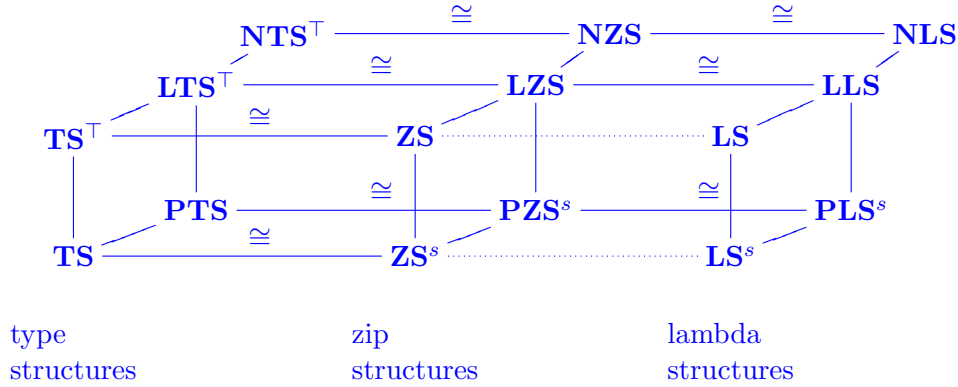 NTS⊤ ≅ NZS ≅ NLS
LTS⊤ ≅ LZS ≅ LLS
TS⊤ ≅ ZS LS
PTS ≅ PZSˢ ≅ PLSˢ
TS ≅ ZSˢ LSˢ
type zip lambda
structures structures structures